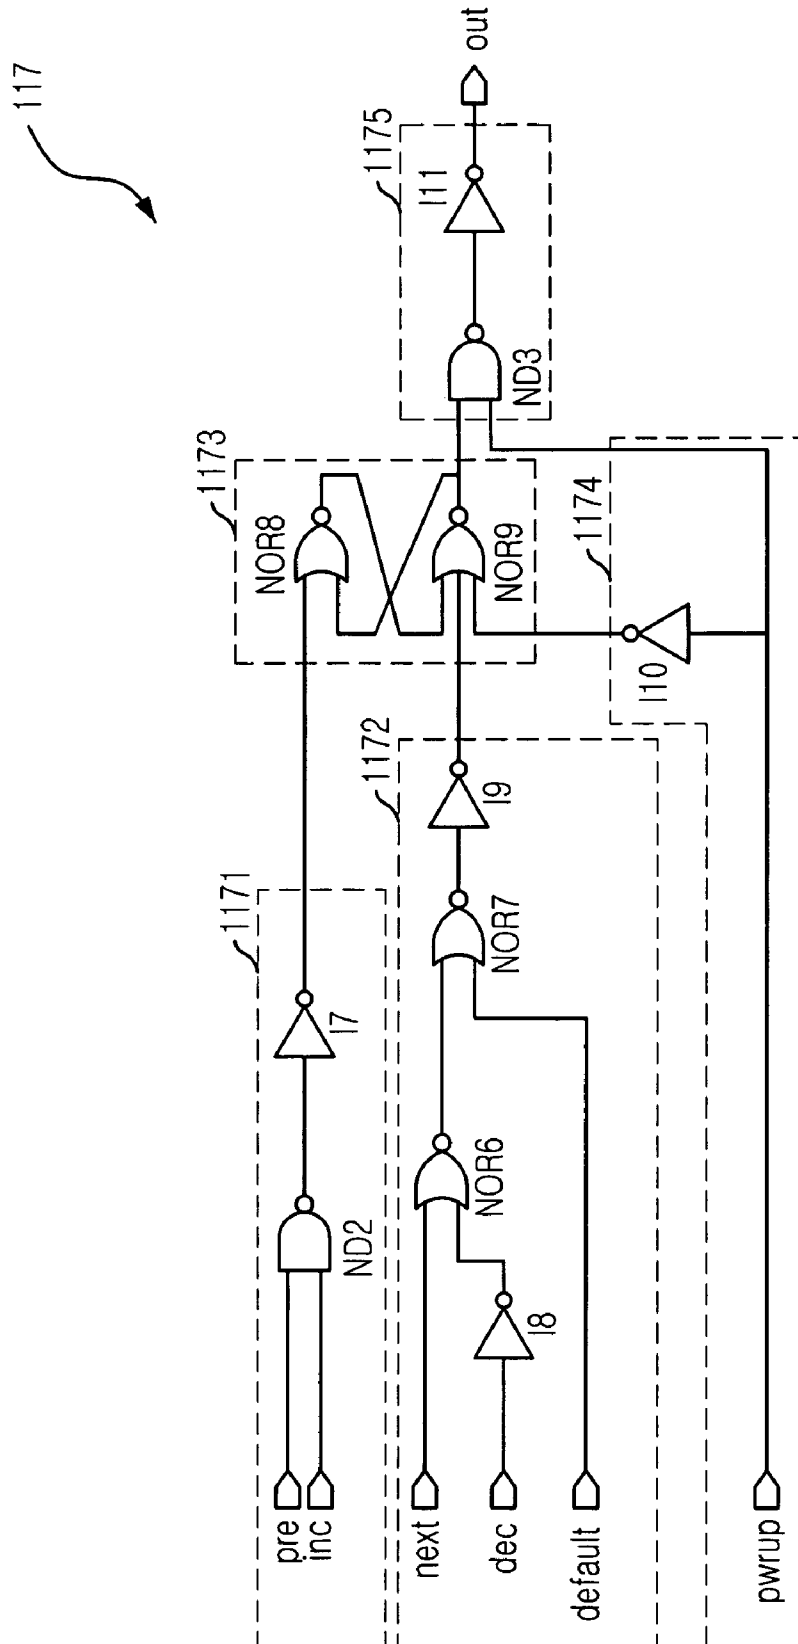 117
out
1175
I11
ND3
1173
NOR8
NOR9
1174
I10
1172
I9
NOR7
1171
I7
NOR6
ND2
I8
pre
inc
next
dec
default
pwrup